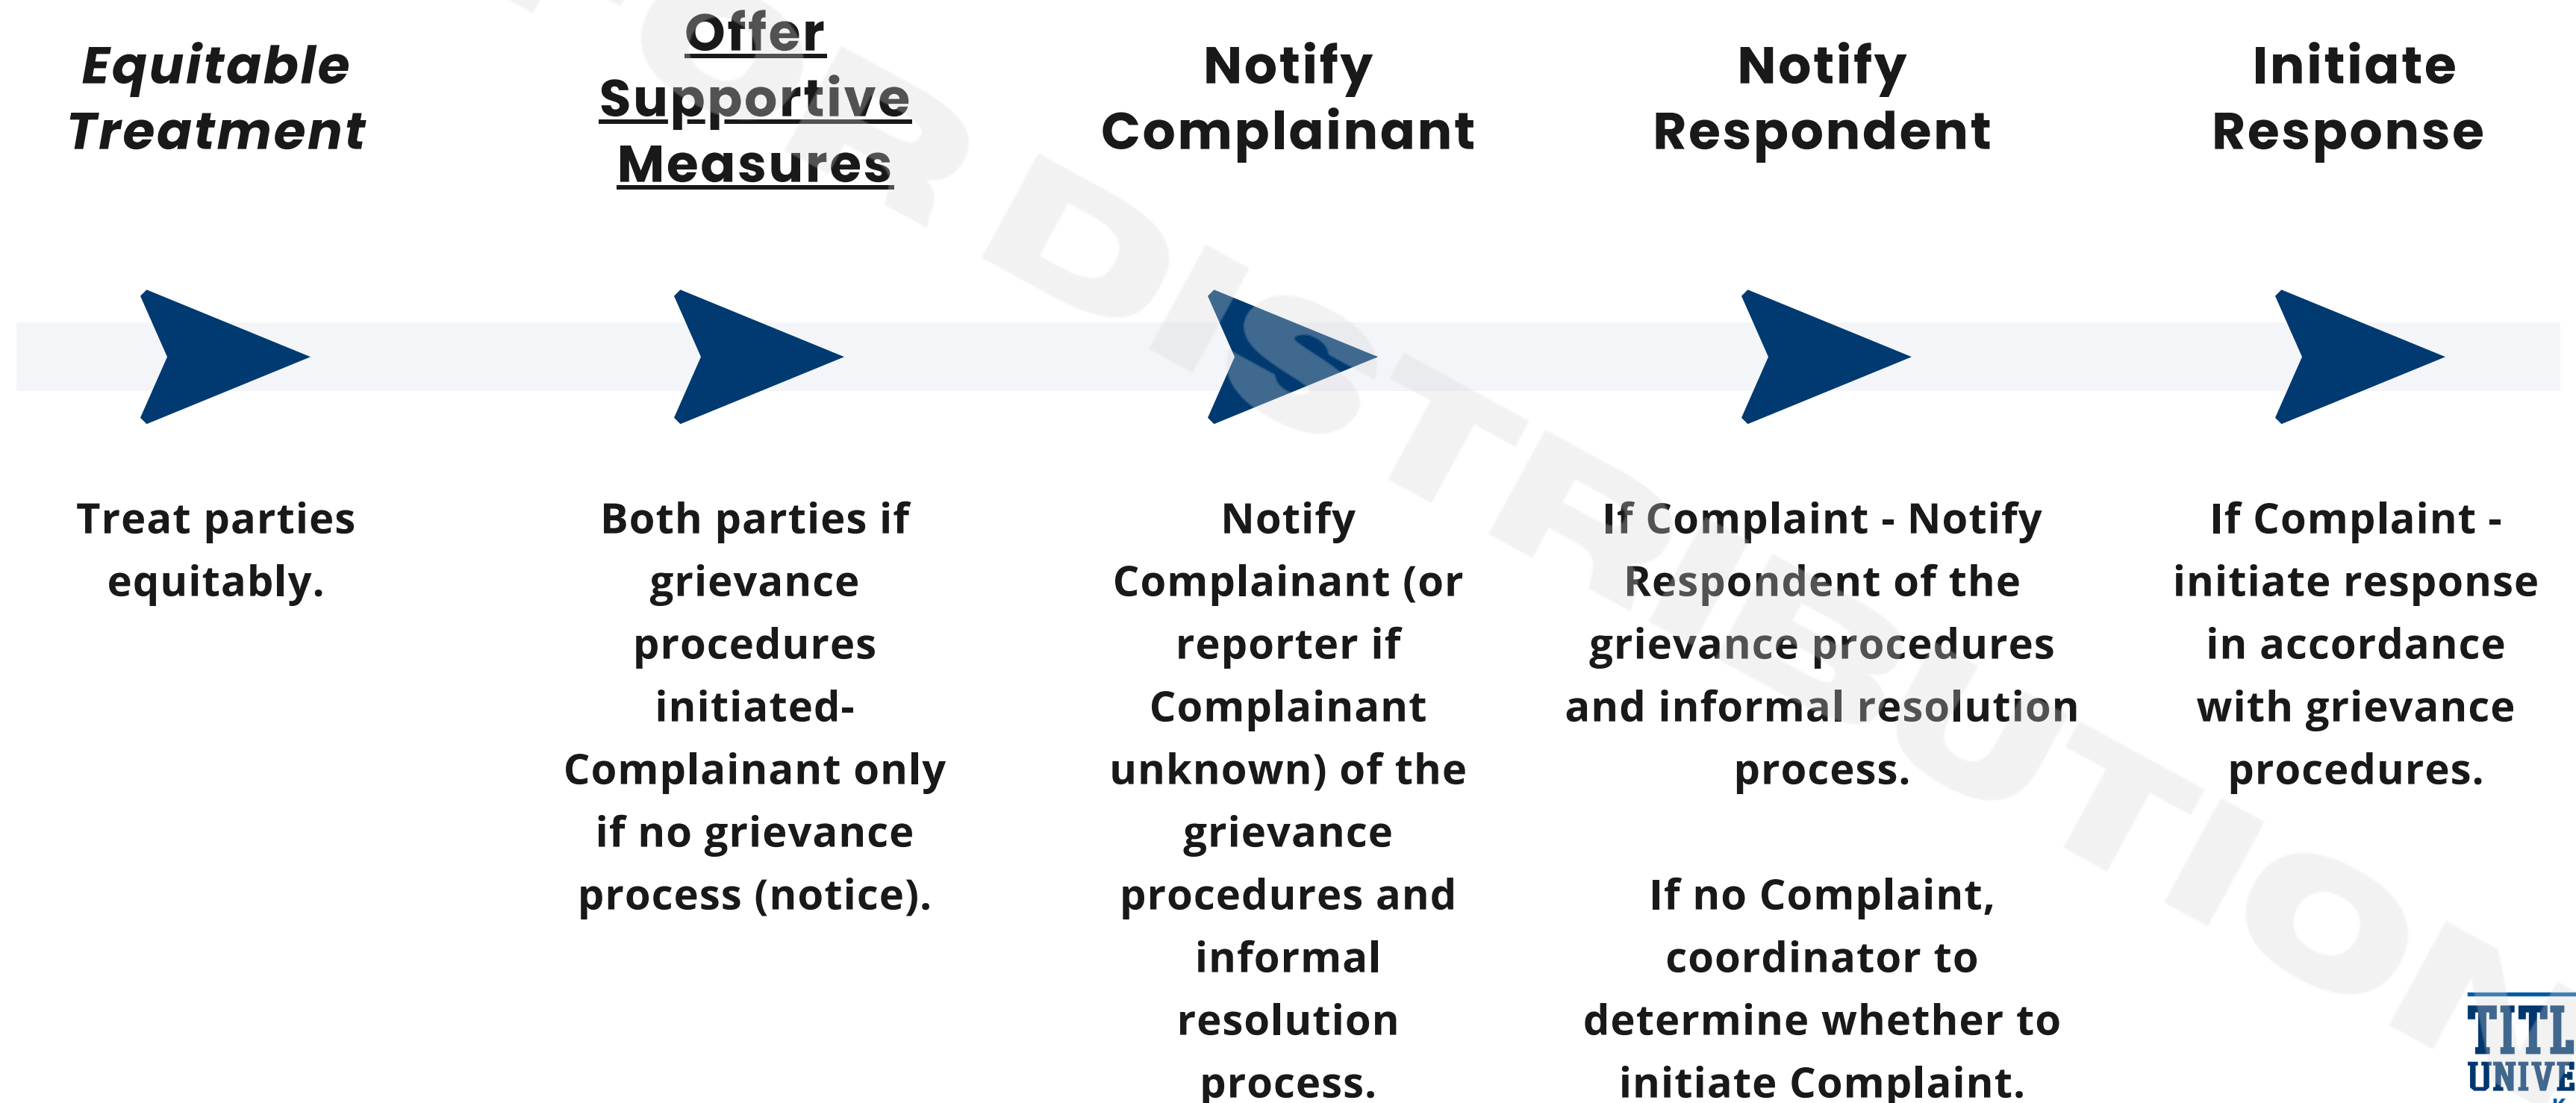 Equitable
Treatment
Offer
Supportive
Measures
Notify
Complainant
Notify
Respondent
Initiate
Response
Treat parties
equitably.
Both parties if
grievance
procedures
initiated-
Complainant only
if no grievance
process (notice).
Notify
Complainant (or
reporter if
Complainant
unknown) of the
grievance
procedures and
informal
resolution
process.
If Complaint - Notify
Respondent of the
grievance procedures
and informal resolution
process.
If no Complaint,
coordinator to
determine whether to
initiate Complaint.
If Complaint -
initiate response
in accordance
with grievance
procedures.
OR DISTRIBUTION
TITL
UNIVE